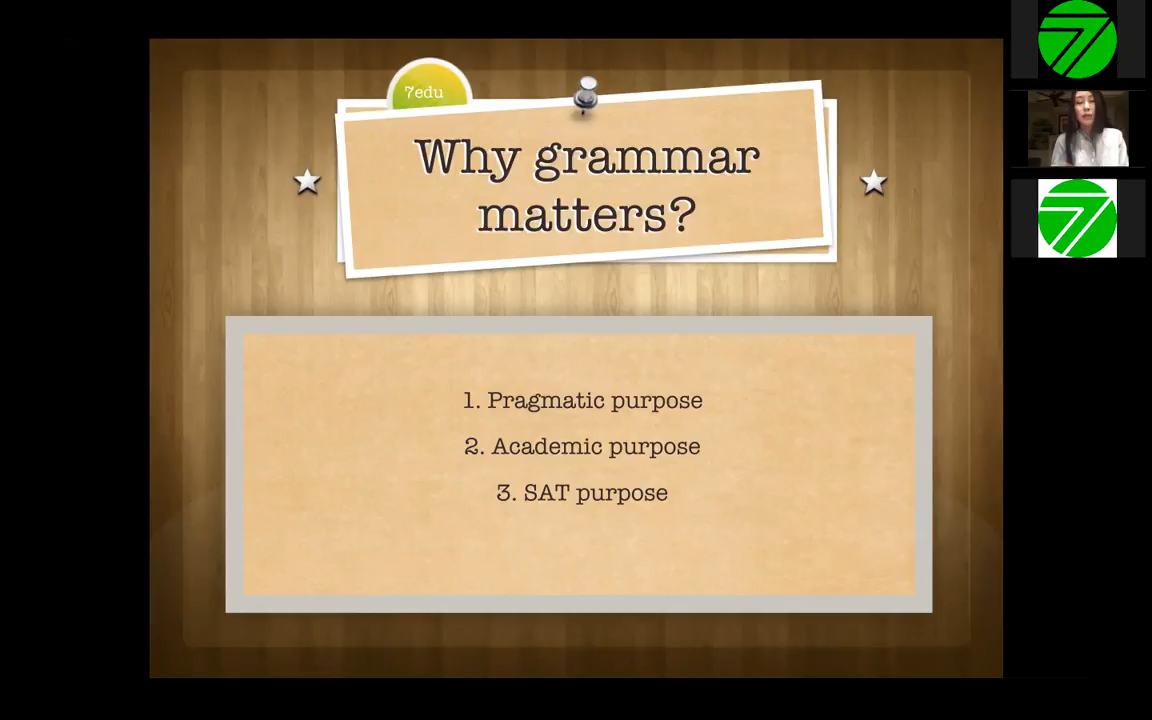 7edu
Why grammar
matters?
1. Pragmatic purpose
2. Academic purpose
3. SAT purpose